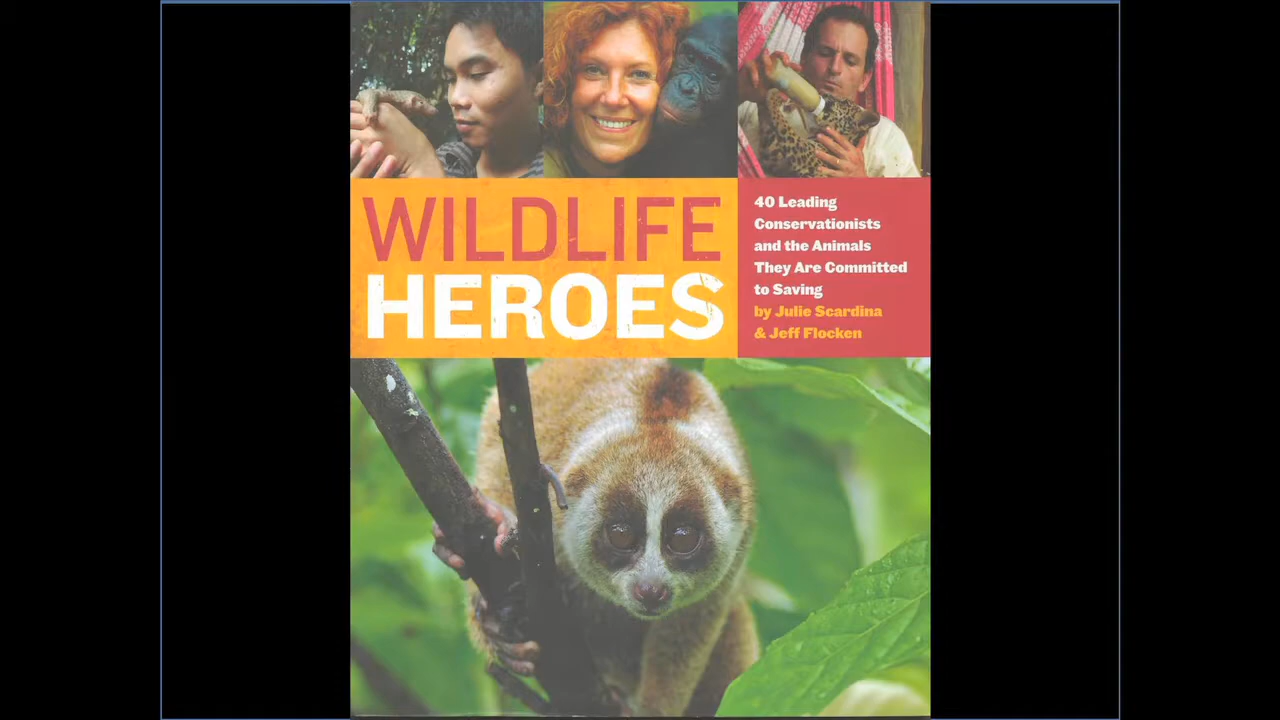 WILDLIFE
HEROES
40 Leading
Conservationists
and the Animals
They Are Committed
to Saving
by Julie Scardina
& Jeff Flocken